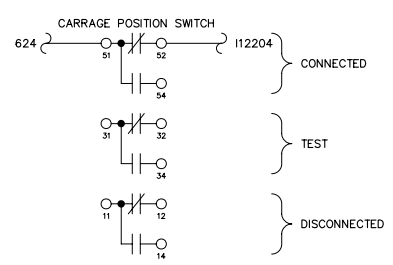 CARRAGE POSITION SWITCH
624 51 52 I12204
54
CONNECTED
31 32
34
TEST
11 12
14
DISCONNECTED